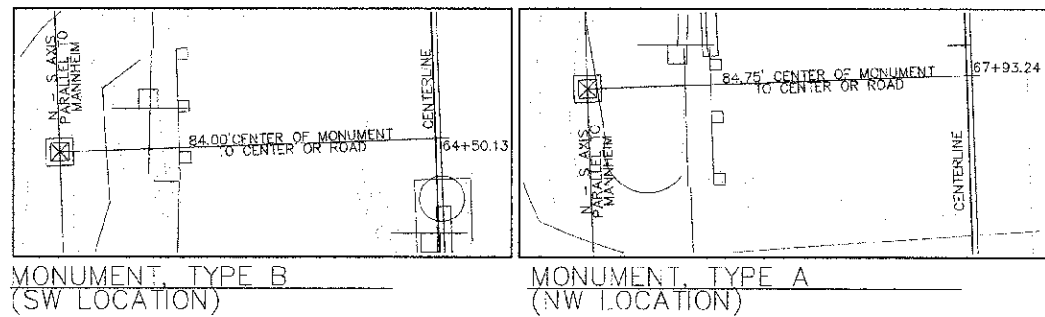 N - S AXIS
PARALLEL TO
MANNHEIM
84.00' CENTER OF MONUMENT
TO CENTER OR ROAD
CENTERLINE
64+50.13
MONUMENT, TYPE B
(SW LOCATION)
84.75' CENTER OF MONUMENT
TO CENTER OR ROAD
67+93.24
N - S AXIS
PARALLEL TO
MANNHEIM
CENTERLINE
MONUMENT, TYPE A
(NW LOCATION)